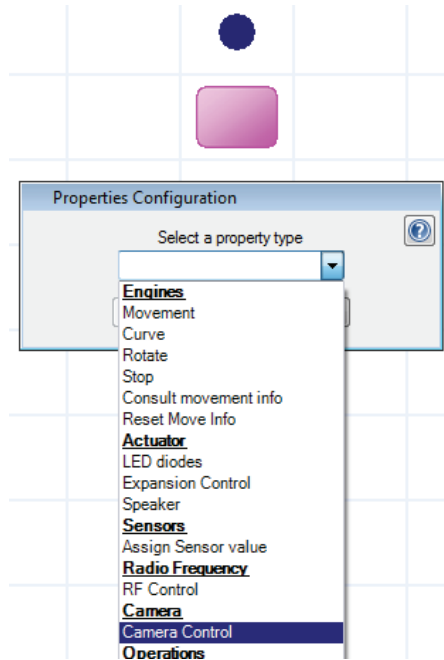 Properties Configuration
Select a property type
?
Engines
Movement
Curve
Rotate
Stop
Consult movement info
Reset Move Info
Actuator
LED diodes
Expansion Control
Speaker
Sensors
Assign Sensor value
Radio Frequency
RF Control
Camera
Camera Control
Operations